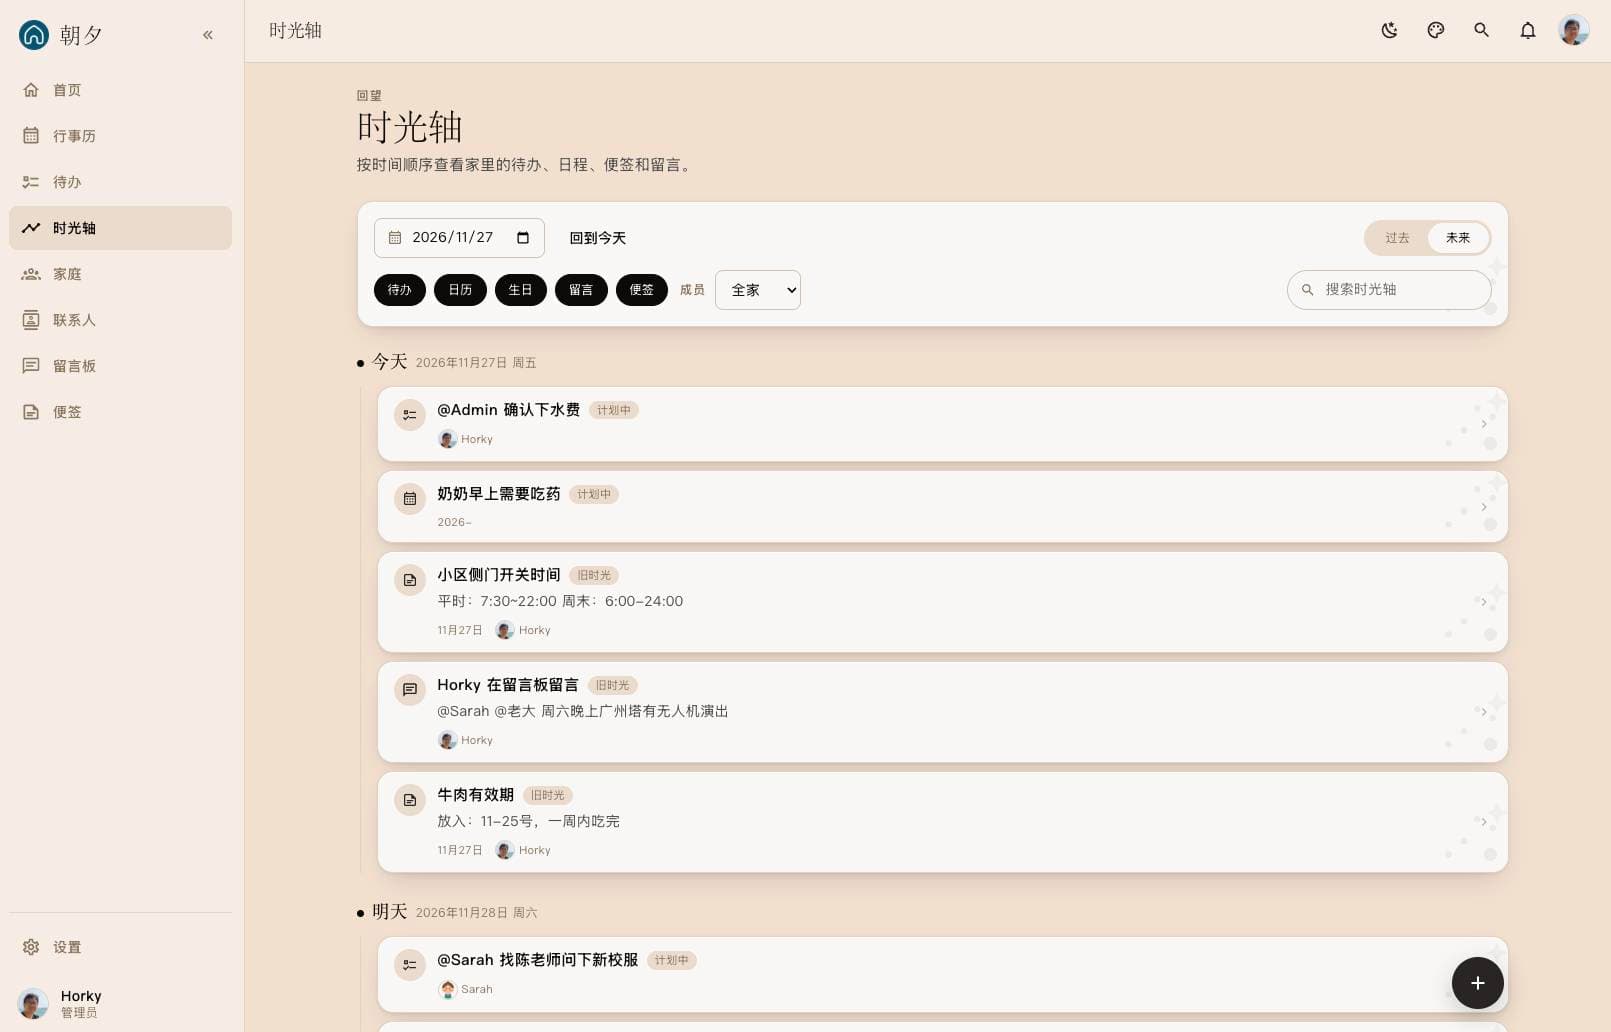 朝夕
首页
行事历
待办
时光轴
家庭
联系人
留言板
便签
设置
Horky
管理员
时光轴
回望
时光轴
按时间顺序查看家里的待办、日程、便签和留言。
2026/11/27 回到今天 过去 未来
待办 日历 生日 留言 便签 成员 全家 搜索时光轴
今天 2026年11月27日 周五
@Admin 确认下水费 计划中
Horky
奶奶早上需要吃药 计划中
2026-
小区侧门开关时间 旧时光
平时：7:30~22:00 周末：6:00-24:00
11月27日 Horky
Horky 在留言板留言 旧时光
@Sarah @老大 周六晚上广州塔有无人机演出
Horky
牛肉有效期 旧时光
放入：11-25号，一周内吃完
11月27日 Horky
明天 2026年11月28日 周六
@Sarah 找陈老师问下新校服 计划中
Sarah